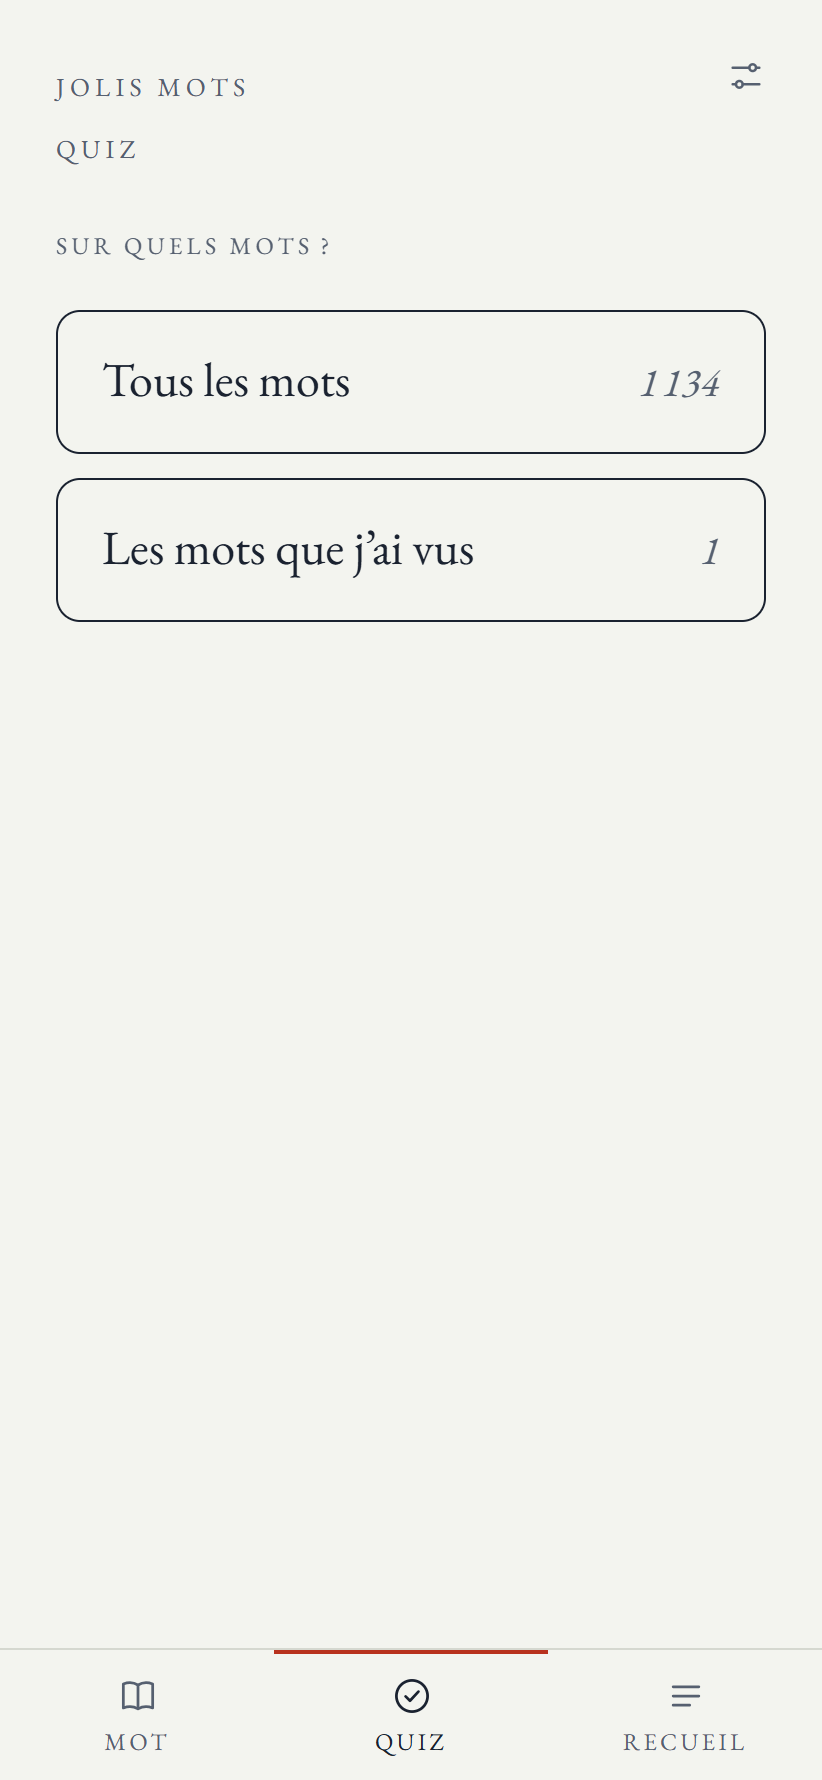 JOLIS MOTS
QUIZ
SUR QUELS MOTS ?
Tous les mots 1 134
Les mots que j’ai vus 1
MOT QUIZ RECUEIL